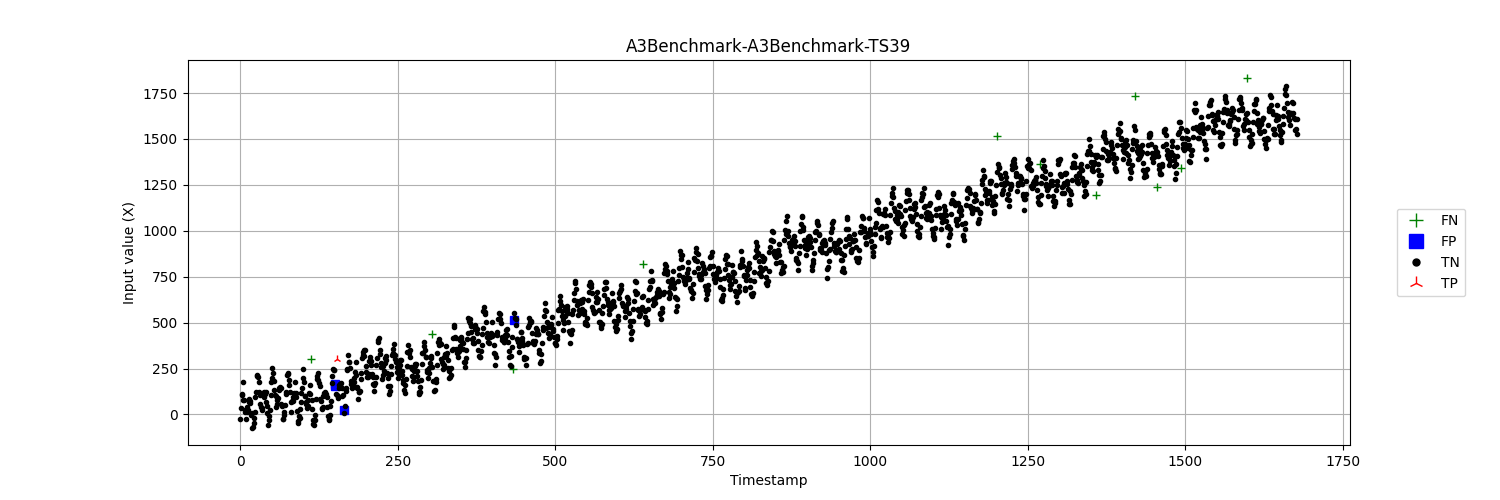 A3Benchmark-A3Benchmark-TS39
1750
1500
1250
1000
750
500
250
0
Input value (X)
0 250 500 750 1000 1250 1500 1750
Timestamp
FN
FP
TN
TP